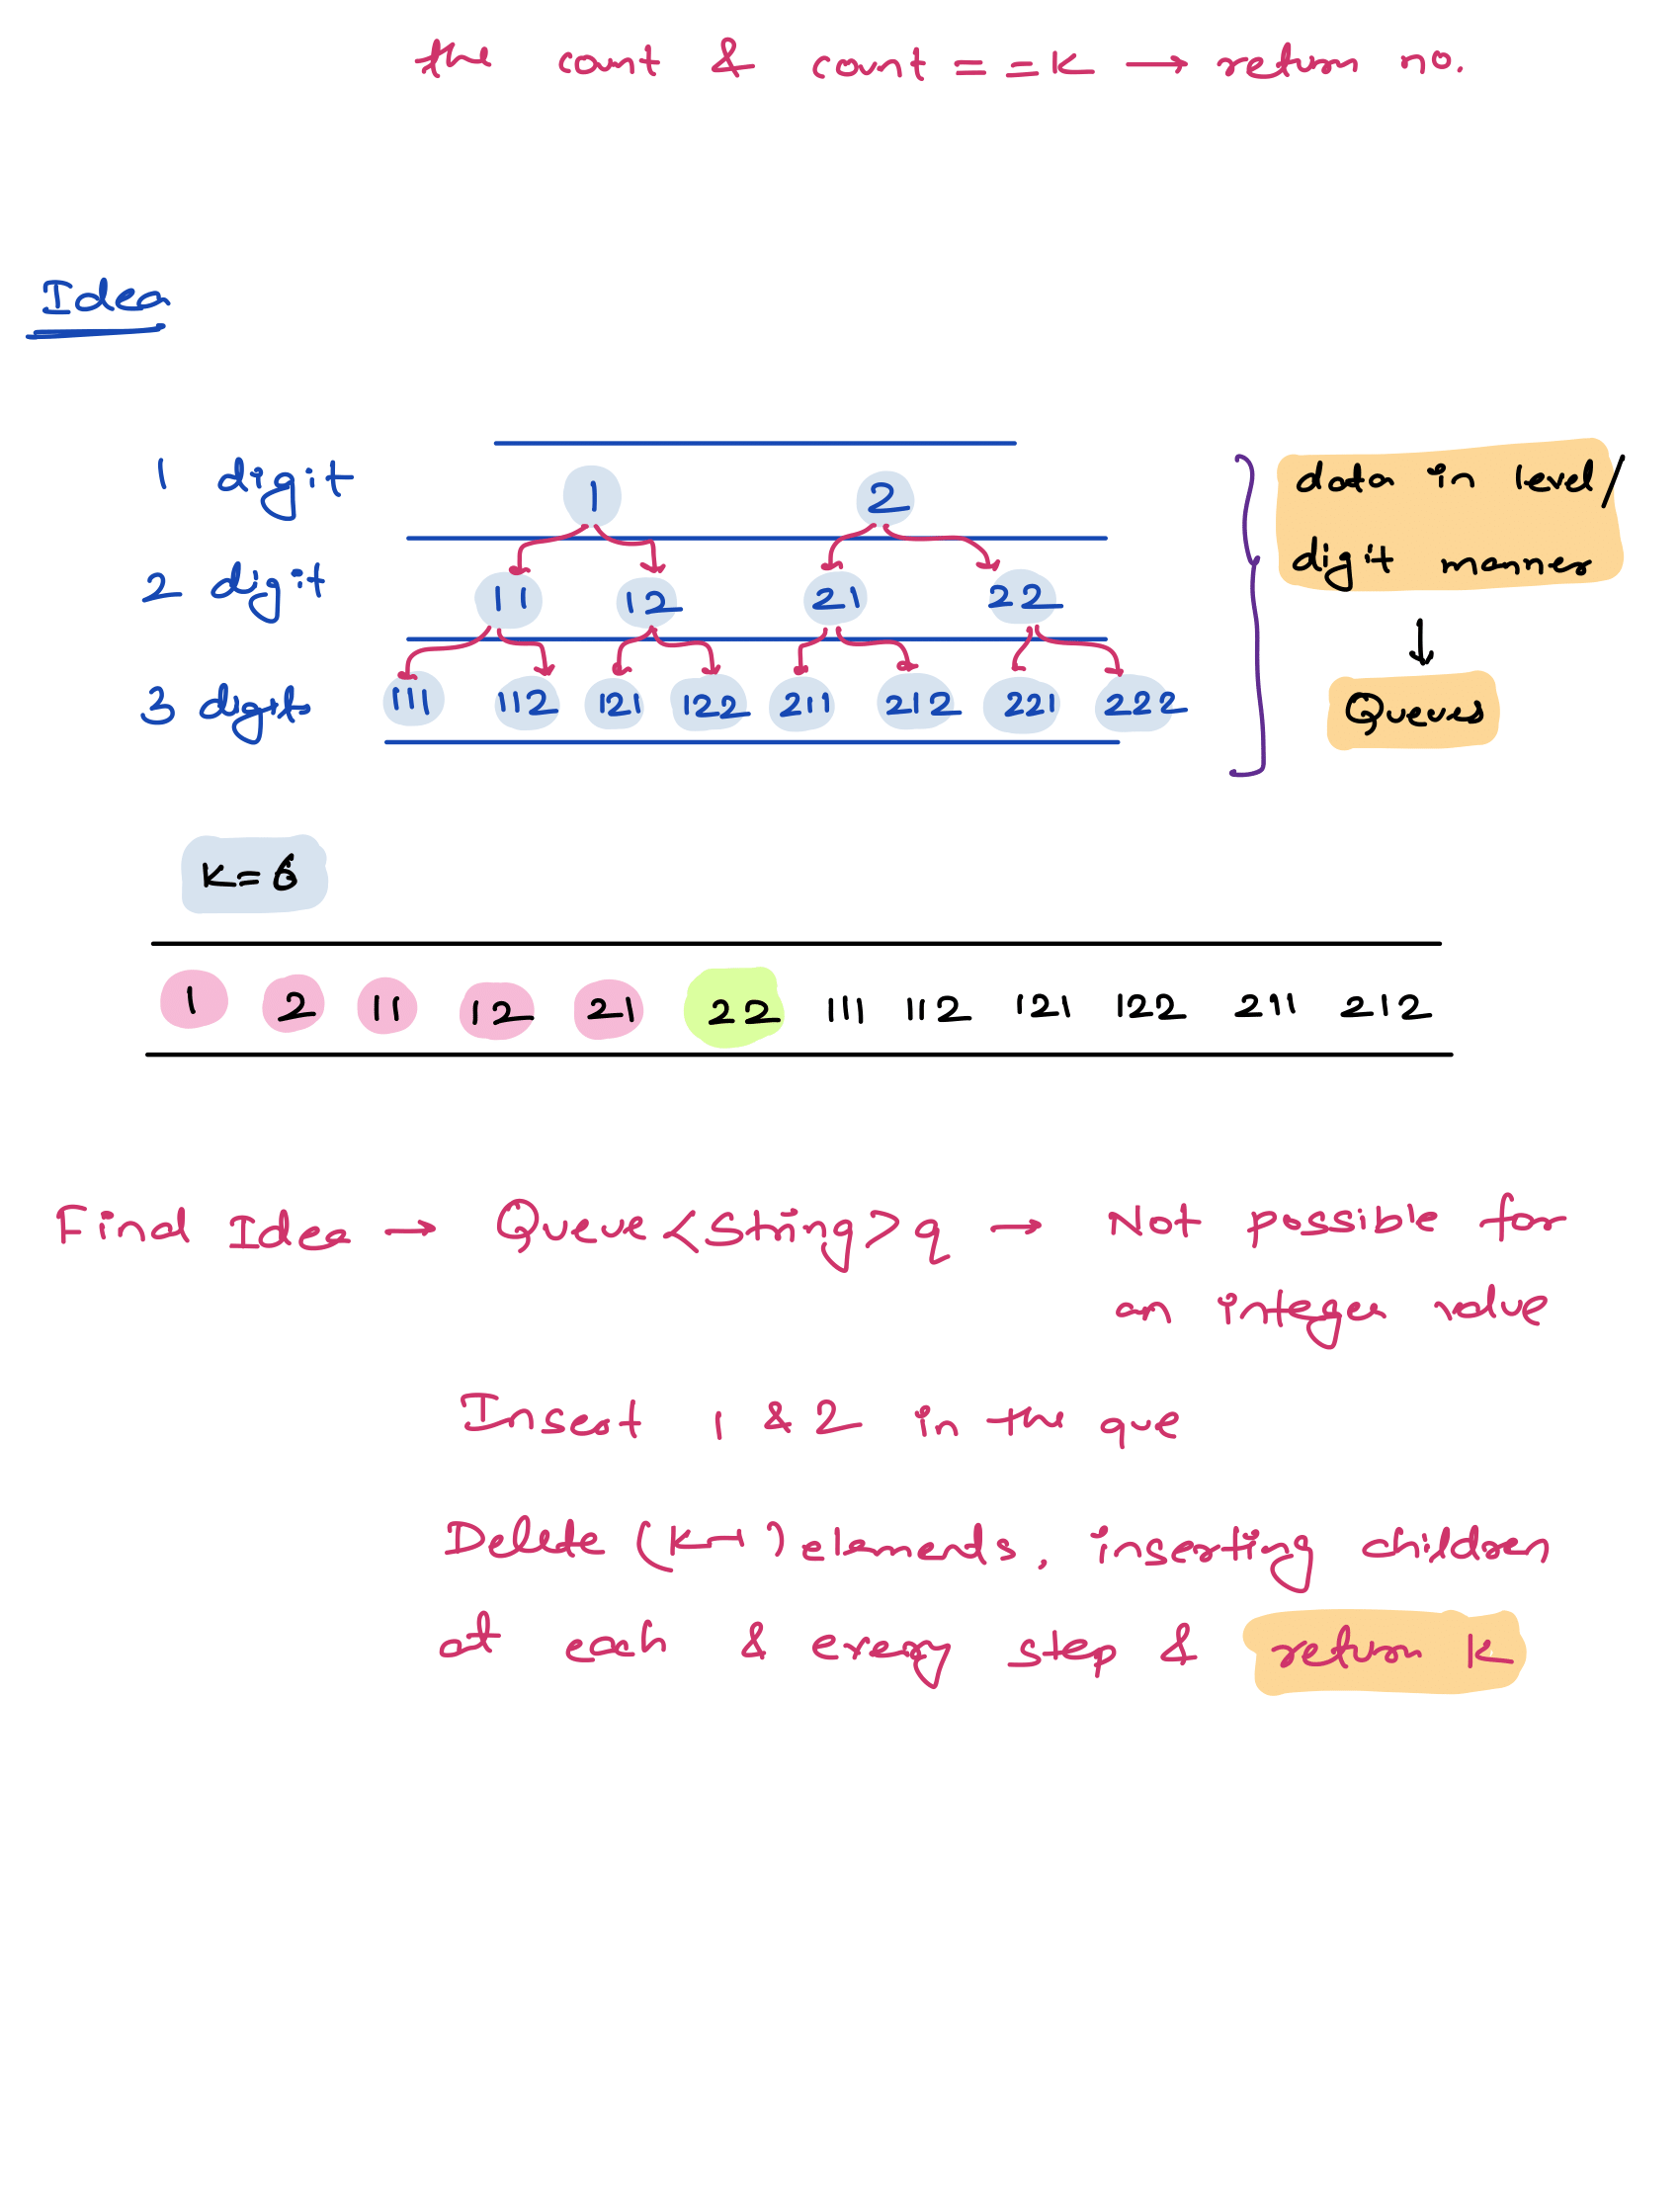 the count & count = = K → return no.
Idea
1 digit
1 2
data in level/
2 digit
11 12 21 22
digit manner
3 digit
111 112 121 122 211 212 221 222
Queues
K=6
1 2 11 12 21 22 111 112 121 122 211 212
Final Idea → Queue<String>q → Not possible for
an integer value
Insert 1 & 2 in the que
Delete (K-1) elements, inserting children
at each & every step & return K